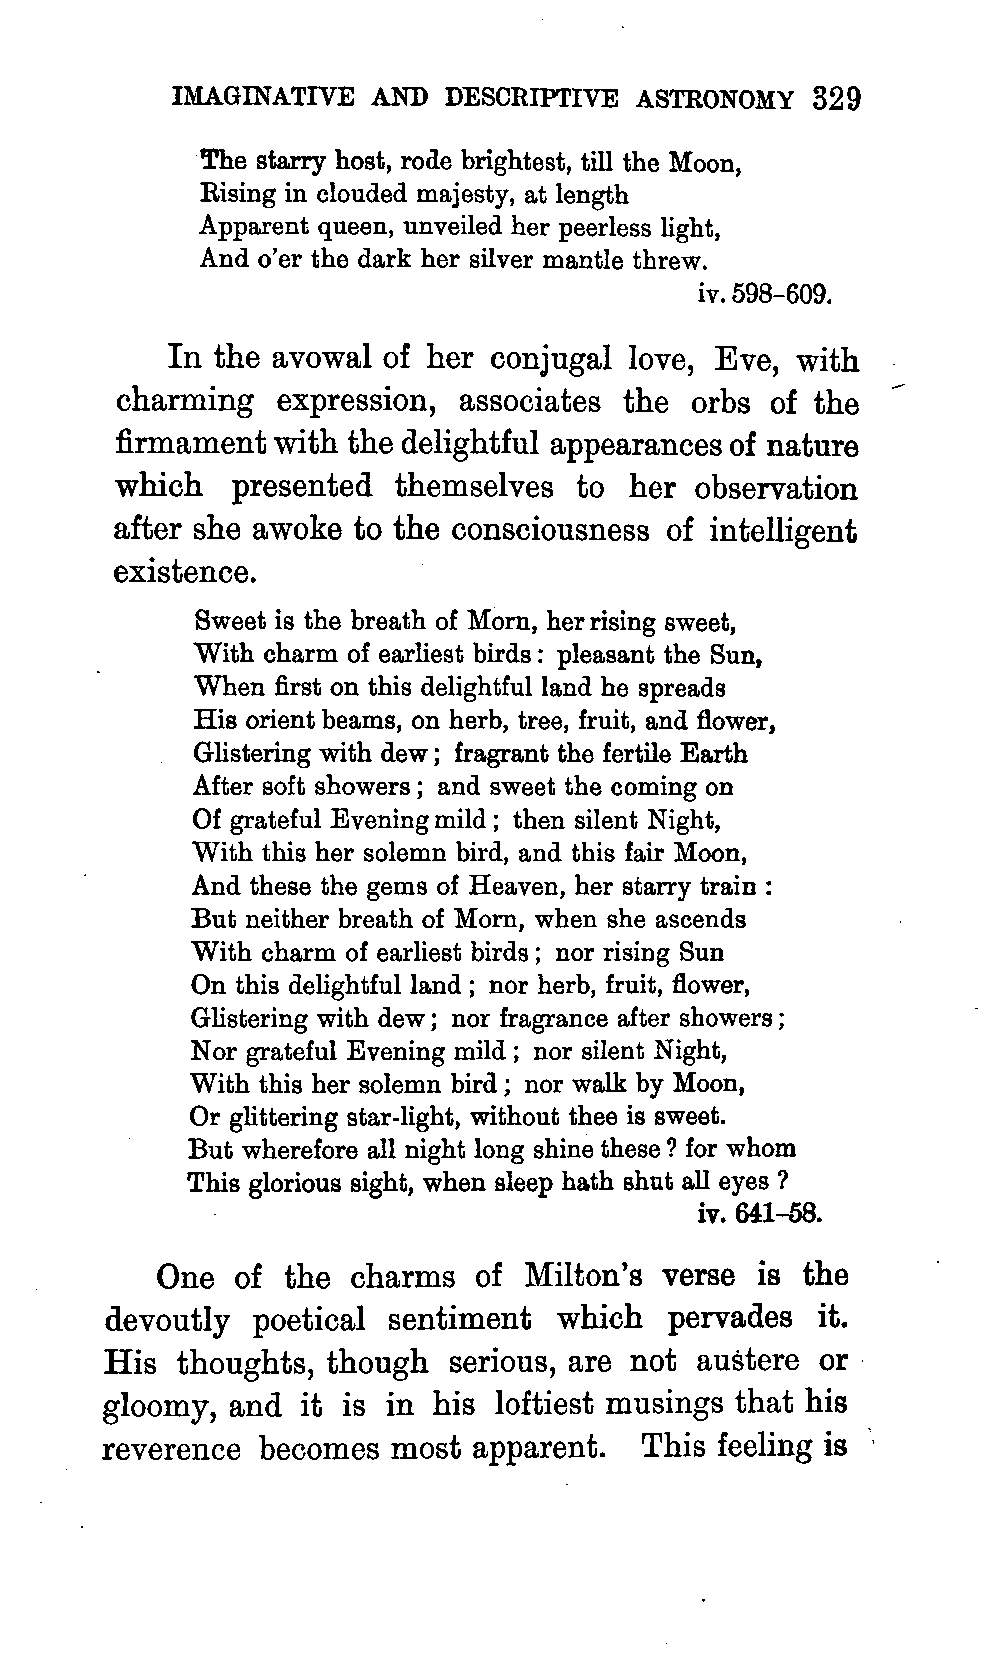 IMAGINATIVE AND DESCRIPTIVE ASTRONOMY 329
The starry host, rode brightest, till the Moon,
Rising in clouded majesty, at length
Apparent queen, unveiled her peerless light,
And o'er the dark her silver mantle threw.
iv. 598–609.
In the avowal of her conjugal love, Eve, with
charming expression, associates the orbs of the
firmament with the delightful appearances of nature
which presented themselves to her observation
after she awoke to the consciousness of intelligent
existence.
Sweet is the breath of Morn, her rising sweet,
With charm of earliest birds: pleasant the Sun,
When first on this delightful land he spreads
His orient beams, on herb, tree, fruit, and flower,
Glistering with dew; fragrant the fertile Earth
After soft showers; and sweet the coming on
Of grateful Evening mild; then silent Night,
With this her solemn bird, and this fair Moon,
And these the gems of Heaven, her starry train:
But neither breath of Morn, when she ascends
With charm of earliest birds; nor rising Sun
On this delightful land; nor herb, fruit, flower,
Glistering with dew; nor fragrance after showers;
Nor grateful Evening mild; nor silent Night,
With this her solemn bird; nor walk by Moon,
Or glittering star-light, without thee is sweet.
But wherefore all night long shine these? for whom
This glorious sight, when sleep hath shut all eyes?
iv. 641–58.
One of the charms of Milton's verse is the
devoutly poetical sentiment which pervades it.
His thoughts, though serious, are not austere or
gloomy, and it is in his loftiest musings that his
reverence becomes most apparent. This feeling is